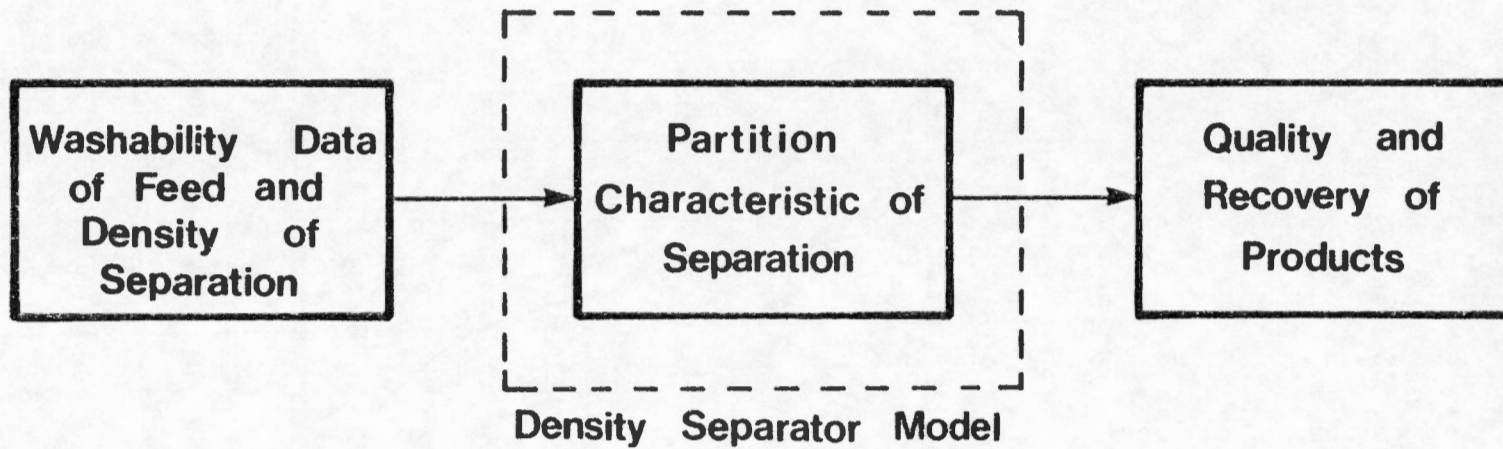 Washability Data
of Feed and
Density of
Separation
Partition
Characteristic of
Separation
Quality and
Recovery of
Products
Density Separator Model